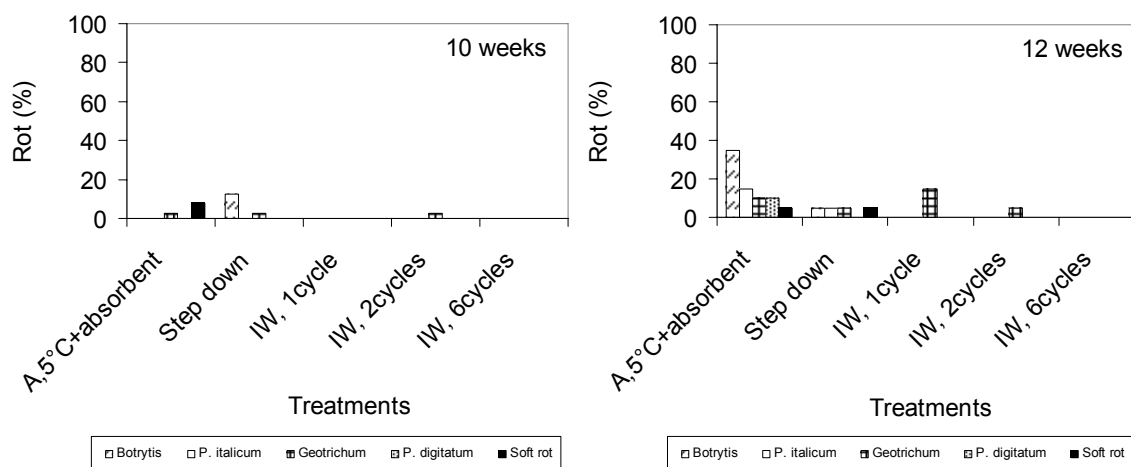 10 weeks
Rot (%)
100
80
60
40
20
0
A,5°C+absorbent
Step down
IW, 1cycle
IW, 2cycles
IW, 6cycles
Treatments
Botrytis P. italicum Geotrichum P. digitatum Soft rot
12 weeks
Rot (%)
100
80
60
40
20
0
A,5°C+absorbent
Step down
IW, 1cycle
IW, 2cycles
IW, 6cycles
Treatments
Botrytis P. italicum Geotrichum P. digitatum Soft rot